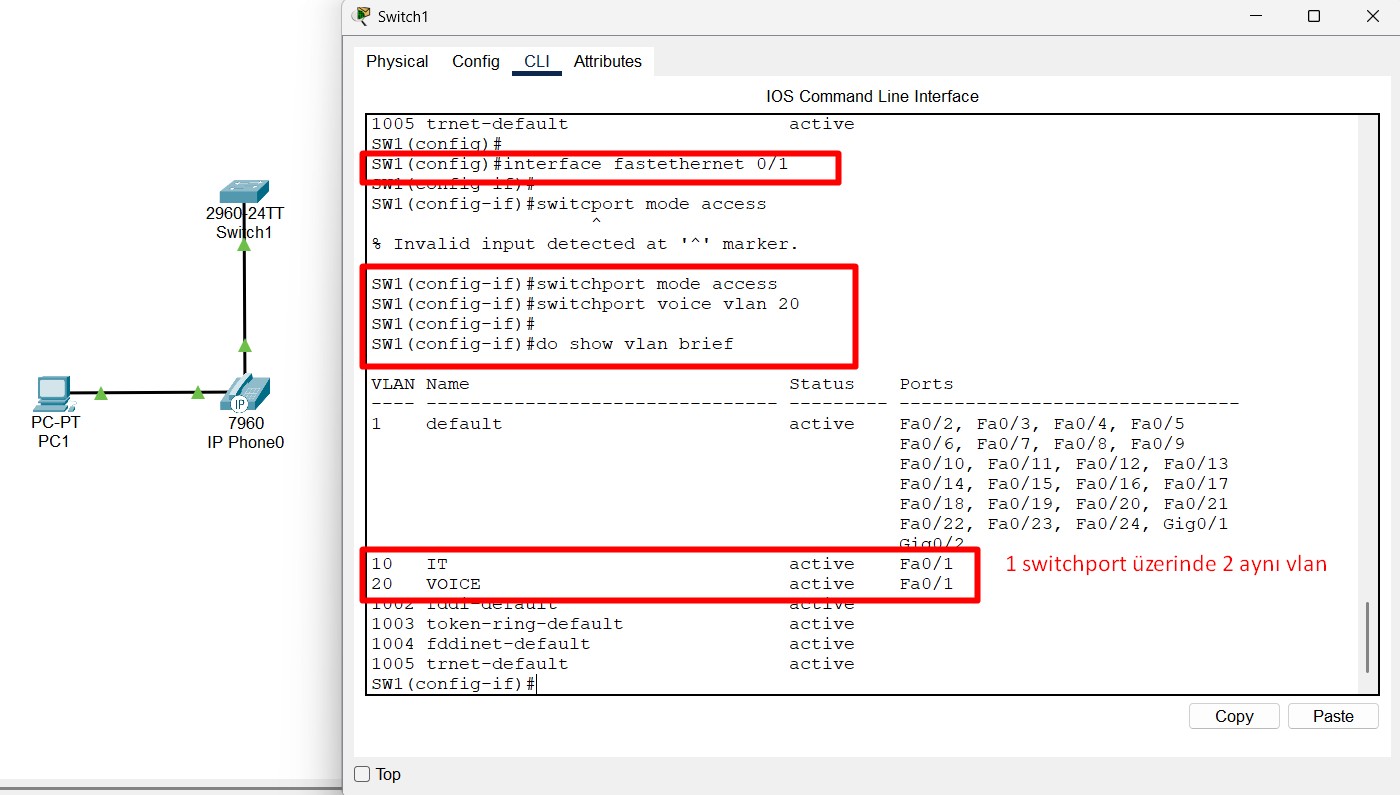 Switch1
Physical Config CLI Attributes
IOS Command Line Interface
1005 trnet-default active
SW1(config)#
SW1(config)#interface fastethernet 0/1
SW1(config-if)#
SW1(config-if)#switcport mode access
^
% Invalid input detected at '^' marker.
SW1(config-if)#switchport mode access
SW1(config-if)#switchport voice vlan 20
SW1(config-if)#
SW1(config-if)#do show vlan brief
VLAN Name Status Ports
---- -------------------------------- --------- -------------------------------
1 default active Fa0/2, Fa0/3, Fa0/4, Fa0/5
Fa0/6, Fa0/7, Fa0/8, Fa0/9
Fa0/10, Fa0/11, Fa0/12, Fa0/13
Fa0/14, Fa0/15, Fa0/16, Fa0/17
Fa0/18, Fa0/19, Fa0/20, Fa0/21
Fa0/22, Fa0/23, Fa0/24, Gig0/1
Gig0/2
10 IT active Fa0/1
20 VOICE active Fa0/1
1 switchport üzerinde 2 aynı vlan
1002 fddi-default active
1003 token-ring-default active
1004 fddinet-default active
1005 trnet-default active
SW1(config-if)#
Copy Paste
Top
2960-24TT
Switch1
PC-PT
PC1
IP
7960
IP Phone0